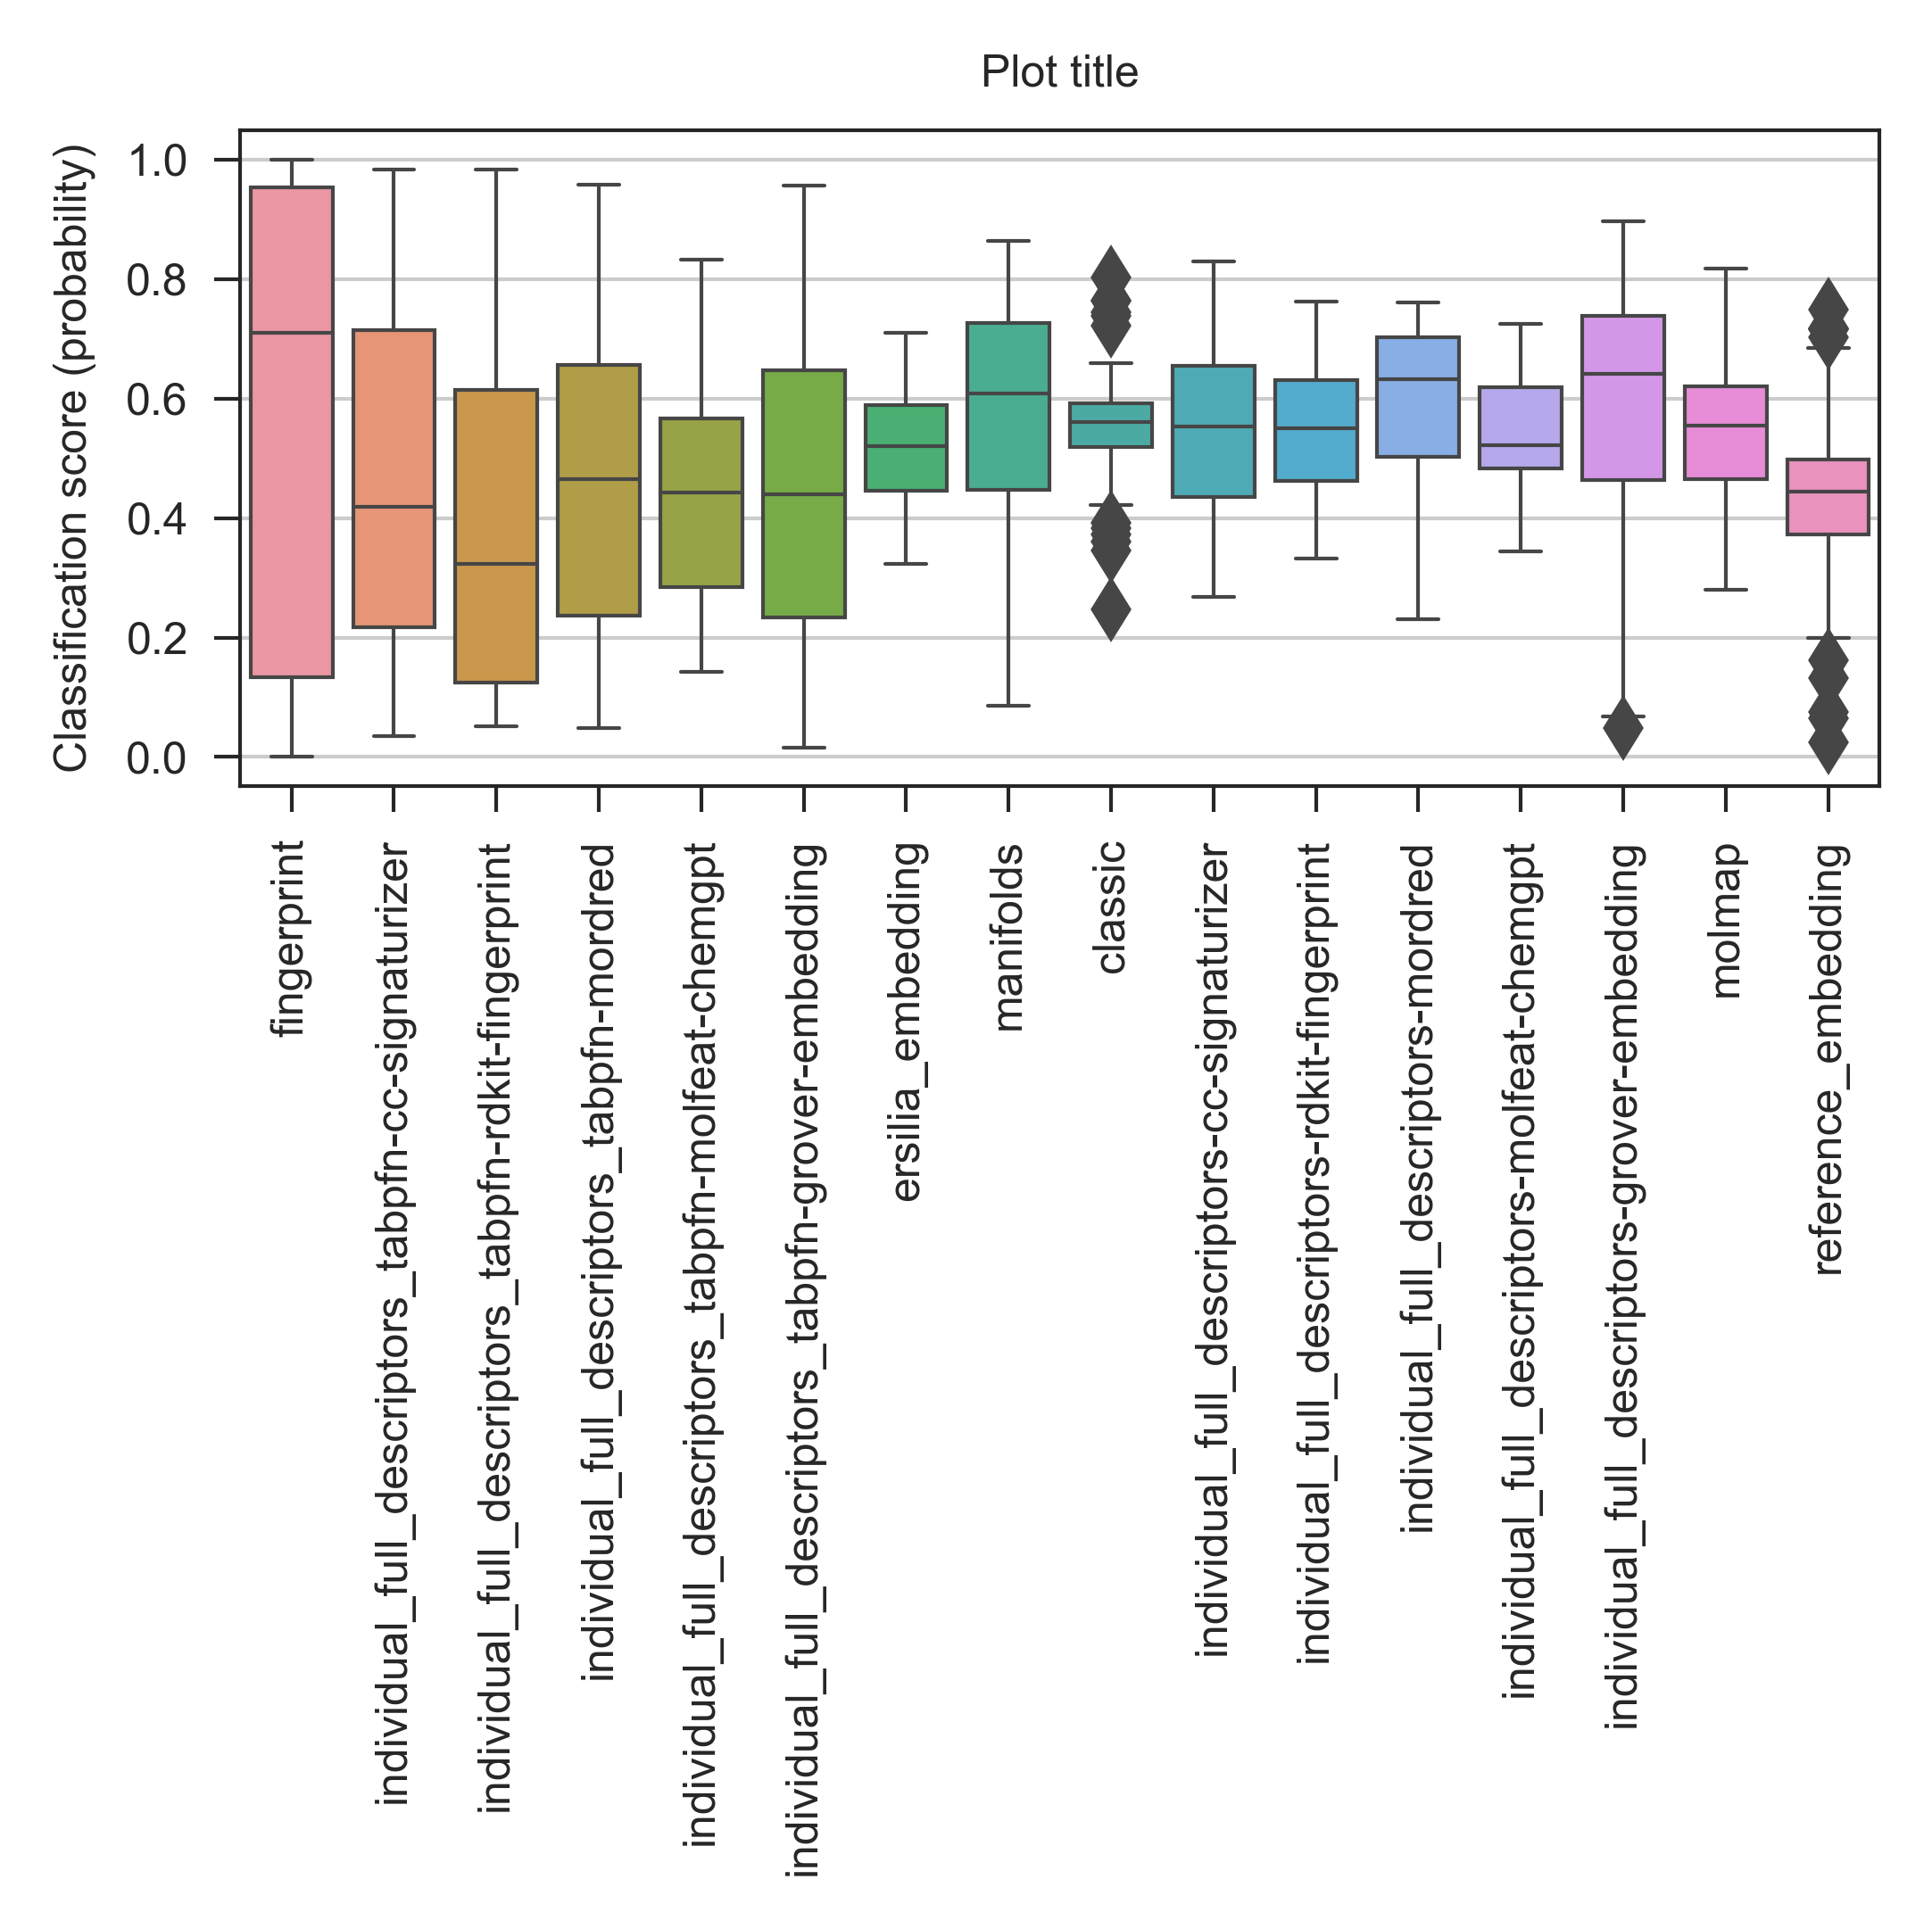 Plot title
Classification score (probability)
1.0
0.8
0.6
0.4
0.2
0.0
fingerprint
individual_full_descriptors_tabpfn-cc-signaturizer
individual_full_descriptors_tabpfn-rdkit-fingerprint
individual_full_descriptors_tabpfn-mordred
individual_full_descriptors_tabpfn-molfeat-chemgpt
individual_full_descriptors_tabpfn-grover-embedding
ersilia_embedding
manifolds
classic
individual_full_descriptors-cc-signaturizer
individual_full_descriptors-rdkit-fingerprint
individual_full_descriptors-mordred
individual_full_descriptors-molfeat-chemgpt
individual_full_descriptors-grover-embedding
molmap
reference_embedding